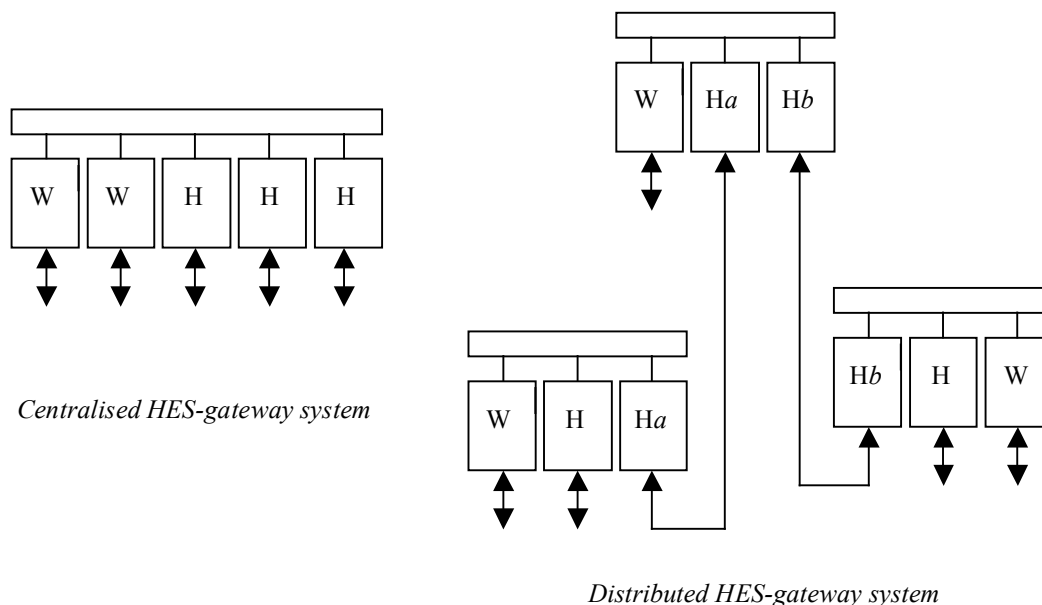 W Ha Hb
W W H H H
Hb H W
W H Ha
Centralised HES-gateway system
Distributed HES-gateway system